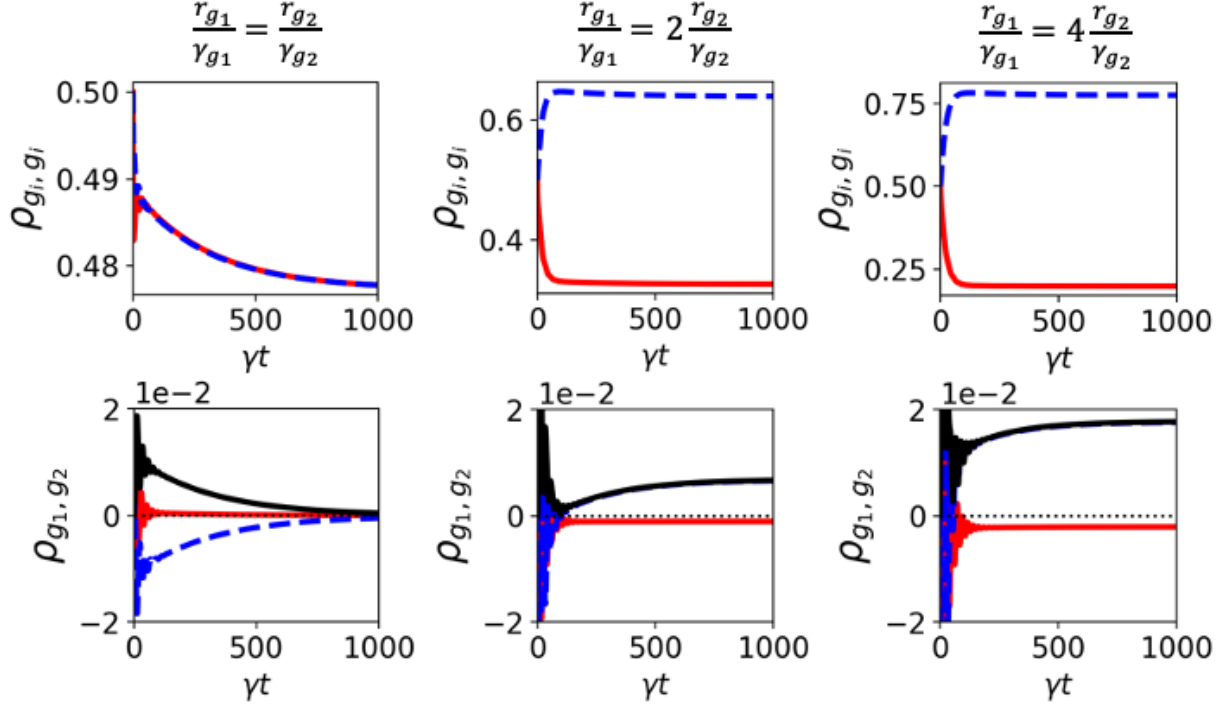 r_{g_1}/γ_{g_1} = r_{g_2}/γ_{g_2}
r_{g_1}/γ_{g_1} = 2 r_{g_2}/γ_{g_2}
r_{g_1}/γ_{g_1} = 4 r_{g_2}/γ_{g_2}
0.50
0.49
0.48
ρ_{g_i, g_i}
0 500 1000
γt
0.6
0.4
ρ_{g_i, g_i}
0 500 1000
γt
0.75
0.50
0.25
ρ_{g_i, g_i}
0 500 1000
γt
1e−2
2
0
−2
ρ_{g_1, g_2}
0 500 1000
γt
1e−2
2
0
−2
ρ_{g_1, g_2}
0 500 1000
γt
1e−2
2
0
−2
ρ_{g_1, g_2}
0 500 1000
γt